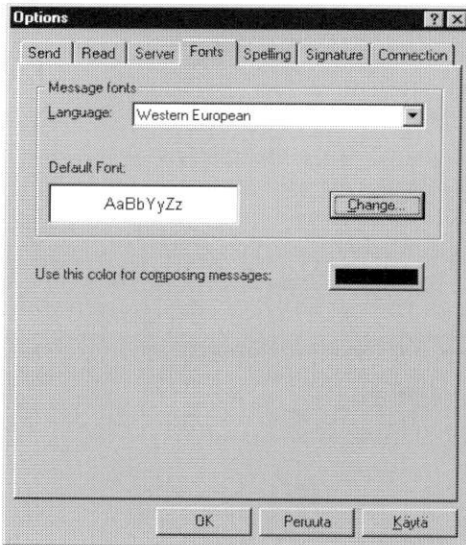 Options
Send Read Server Fonts Spelling Signature Connection
Message fonts
Language: Western European
Default Font:
AaBbYyZz
Change...
Use this color for composing messages:
OK Peruuta Käytä